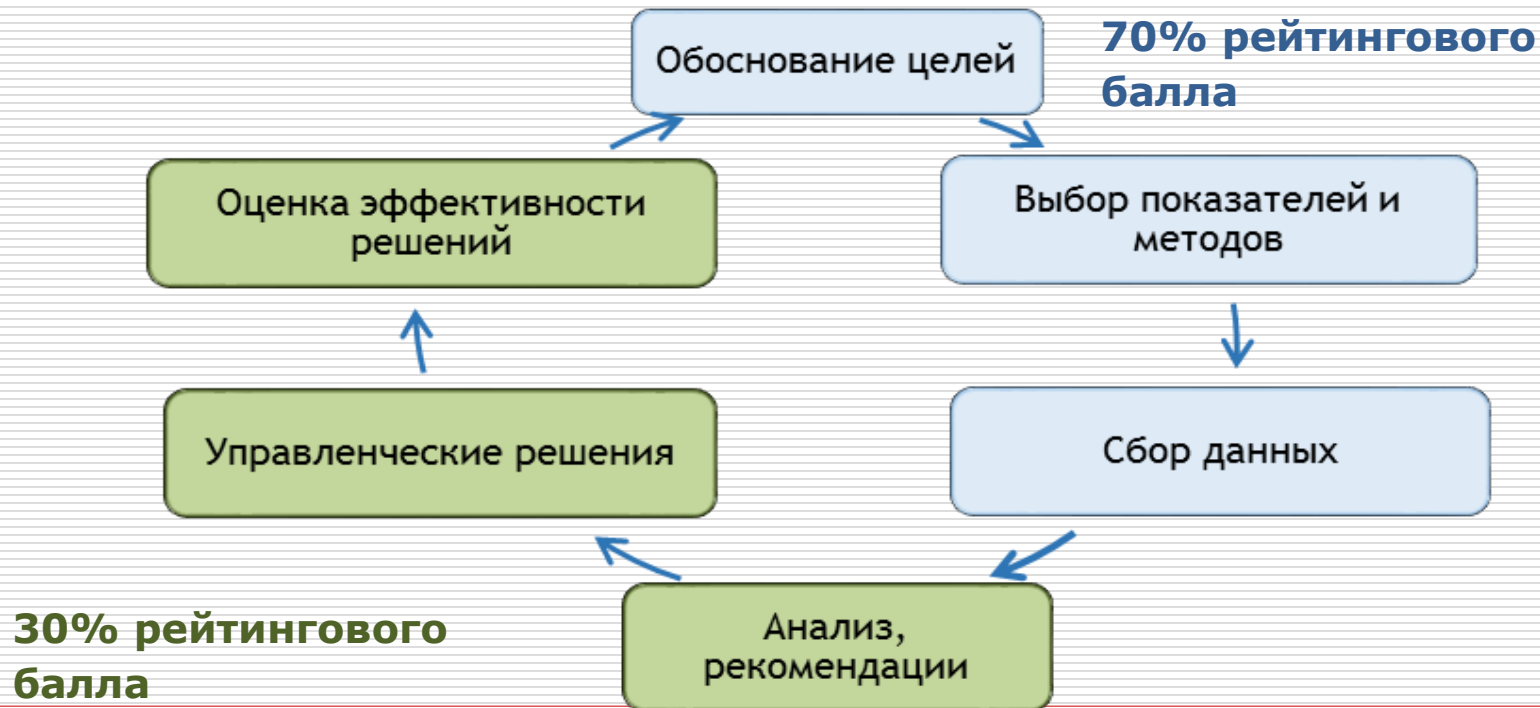 Обоснование целей
70% рейтингового
балла
Выбор показателей и
методов
Сбор данных
Анализ,
рекомендации
Управленческие решения
Оценка эффективности
решений
30% рейтингового
балла